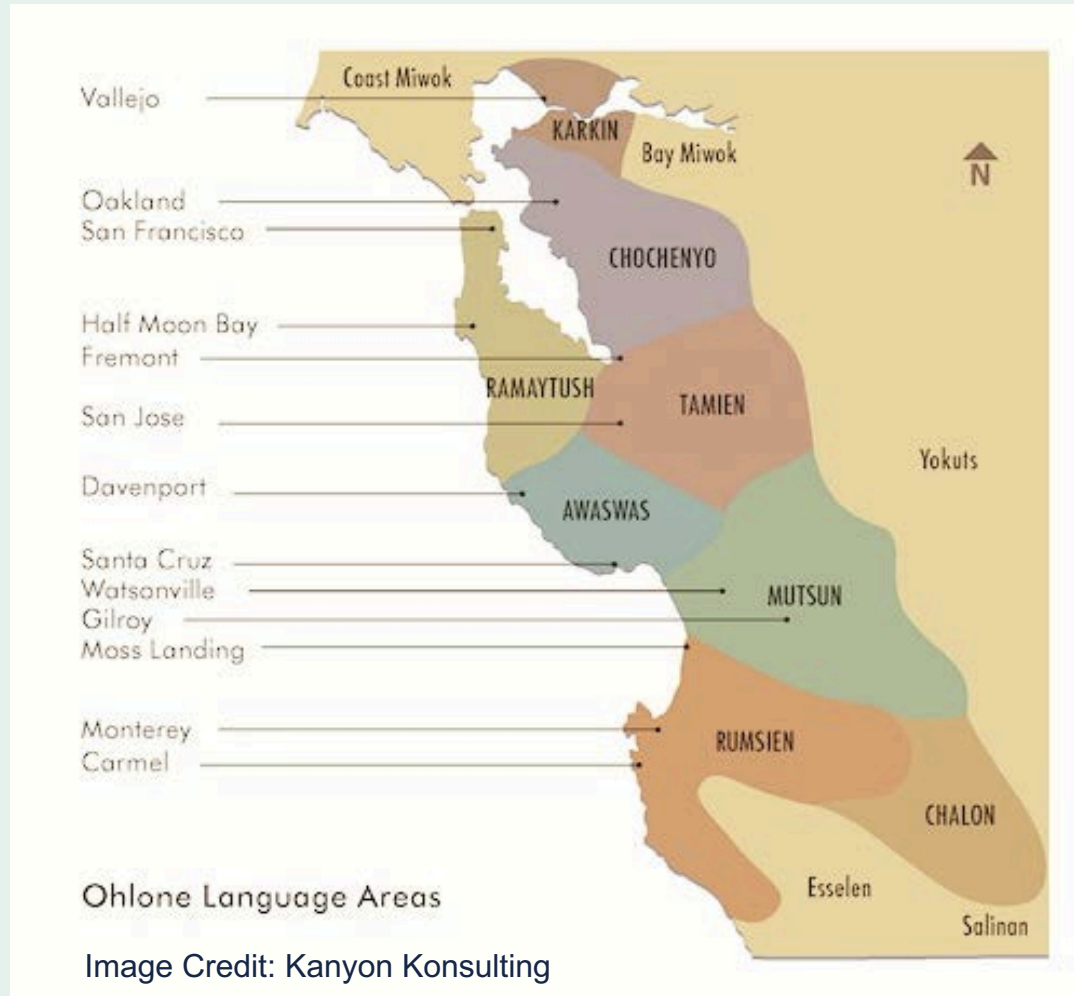 Coast Miwok
Vallejo
KARKIN
Bay Miwok
N
Oakland
San Francisco
CHOCHENYO
Half Moon Bay
Fremont
RAMAYTUSH
TAMIEN
San Jose
Yokuts
Davenport
AWASWAS
Santa Cruz
Watsonville
MUTSUN
Gilroy
Moss Landing
Monterey
RUMSIEN
Carmel
CHALON
Esselen
Ohlone Language Areas
Salinan
Image Credit: Kanyon Konsulting